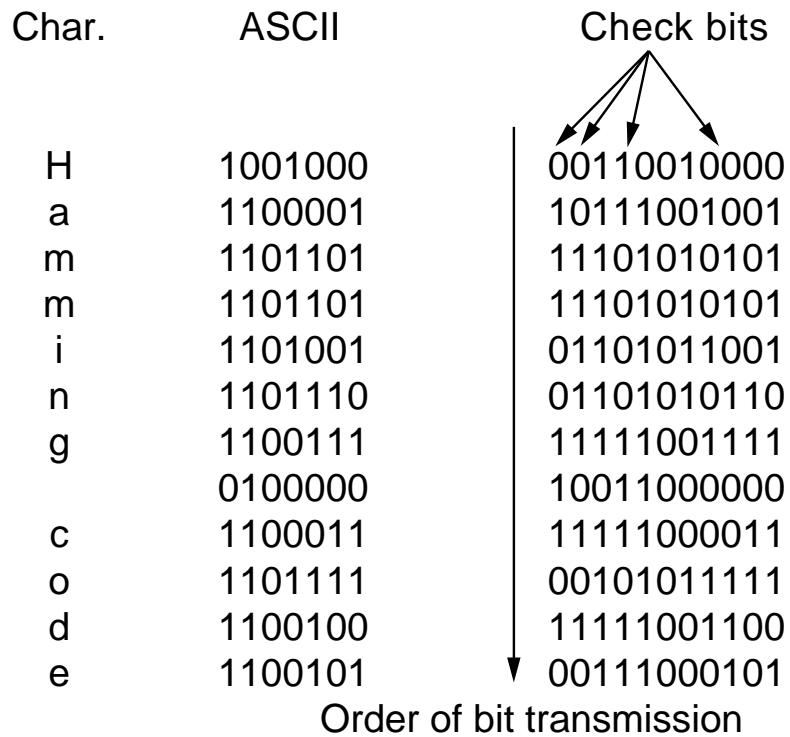 Char. ASCII Check bits
H 1001000 00110010000
a 1100001 10111001001
m 1101101 11101010101
m 1101101 11101010101
i 1101001 01101011001
n 1101110 01101010110
g 1100111 11111001111
0100000 10011000000
c 1100011 11111000011
o 1101111 00101011111
d 1100100 11111001100
e 1100101 00111000101
Order of bit transmission